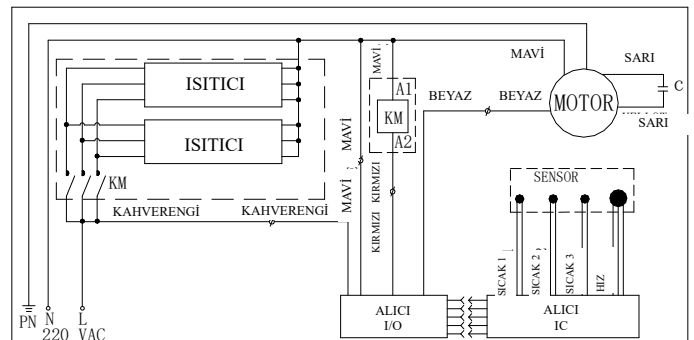 MAVİ
SARI
ISITICI
MAVİ
A1
C
BEYAZ
BEYAZ
MOTOR
KM
SARI
ISITICI
A2
MAVİ
KM
SENSOR
KIRMIZI
KAHVERENGİ
KAHVERENGİ
MAVİ
KIRMIZI
SICAK 1
SICAK 2
SICAK 3
HIZ
ALICI
I/O
ALICI
IC
PN
N
L
220 VAC